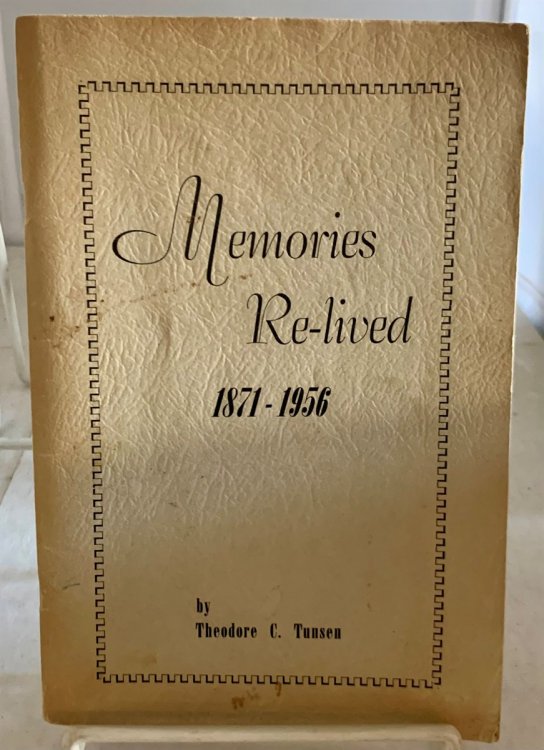 Memories
Re-lived
1871-1956
by
Theodore C. Tunsen